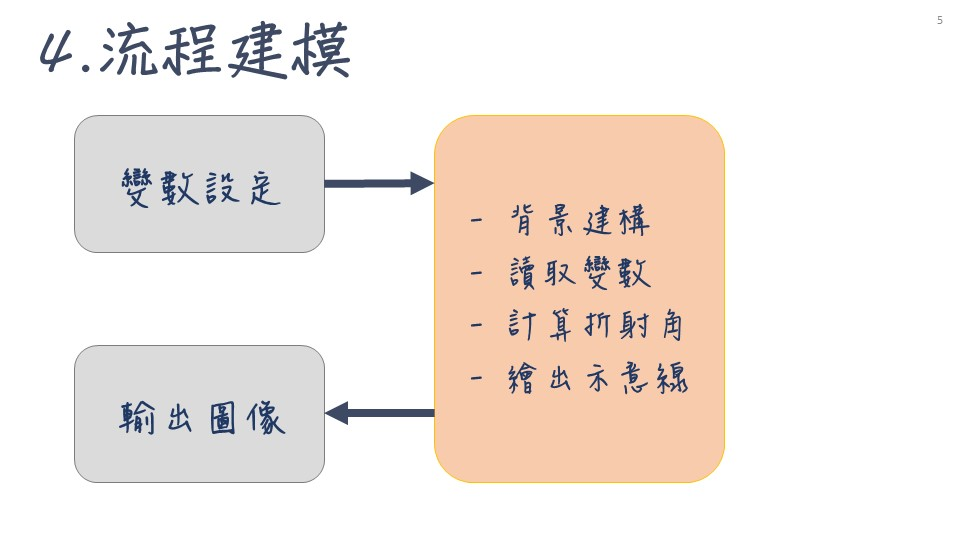 4.流程建模
5
變數設定
- 背景建構
- 讀取變數
- 計算折射角
- 繪出示意線
輸出圖像